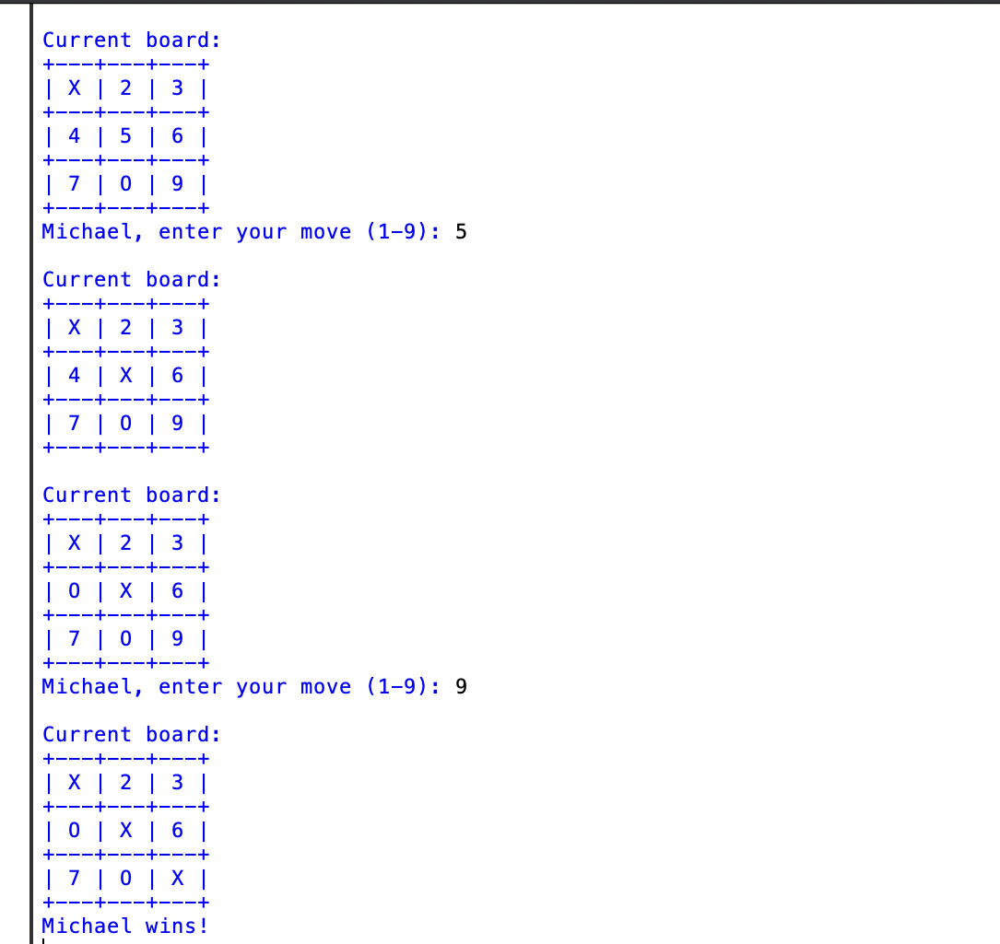 Current board:
+---+---+---+
| X | 2 | 3 |
+---+---+---+
| 4 | 5 | 6 |
+---+---+---+
| 7 | O | 9 |
+---+---+---+
Michael, enter your move (1-9): 5
Current board:
+---+---+---+
| X | 2 | 3 |
+---+---+---+
| 4 | X | 6 |
+---+---+---+
| 7 | O | 9 |
+---+---+---+
Current board:
+---+---+---+
| X | 2 | 3 |
+---+---+---+
| O | X | 6 |
+---+---+---+
| 7 | O | 9 |
+---+---+---+
Michael, enter your move (1-9): 9
Current board:
+---+---+---+
| X | 2 | 3 |
+---+---+---+
| O | X | 6 |
+---+---+---+
| 7 | O | X |
+---+---+---+
Michael wins!